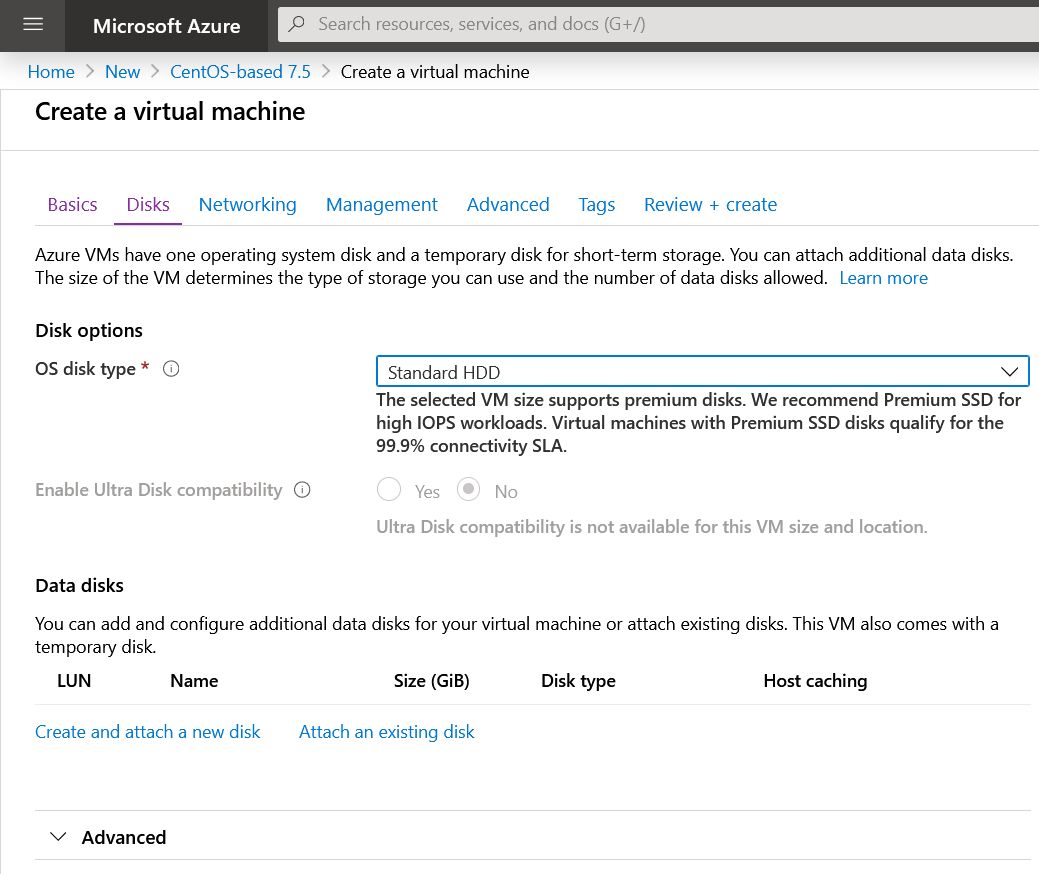 Microsoft Azure
Search resources, services, and docs (G+/)
Home > New > CentOS-based 7.5 > Create a virtual machine
Create a virtual machine
Basics Disks Networking Management Advanced Tags Review + create
Azure VMs have one operating system disk and a temporary disk for short-term storage. You can attach additional data disks.
The size of the VM determines the type of storage you can use and the number of data disks allowed. Learn more
Disk options
OS disk type *
Standard HDD
The selected VM size supports premium disks. We recommend Premium SSD for
high IOPS workloads. Virtual machines with Premium SSD disks qualify for the
99.9% connectivity SLA.
Enable Ultra Disk compatibility
Yes No
Ultra Disk compatibility is not available for this VM size and location.
Data disks
You can add and configure additional data disks for your virtual machine or attach existing disks. This VM also comes with a
temporary disk.
LUN Name Size (GiB) Disk type Host caching
Create and attach a new disk Attach an existing disk
Advanced